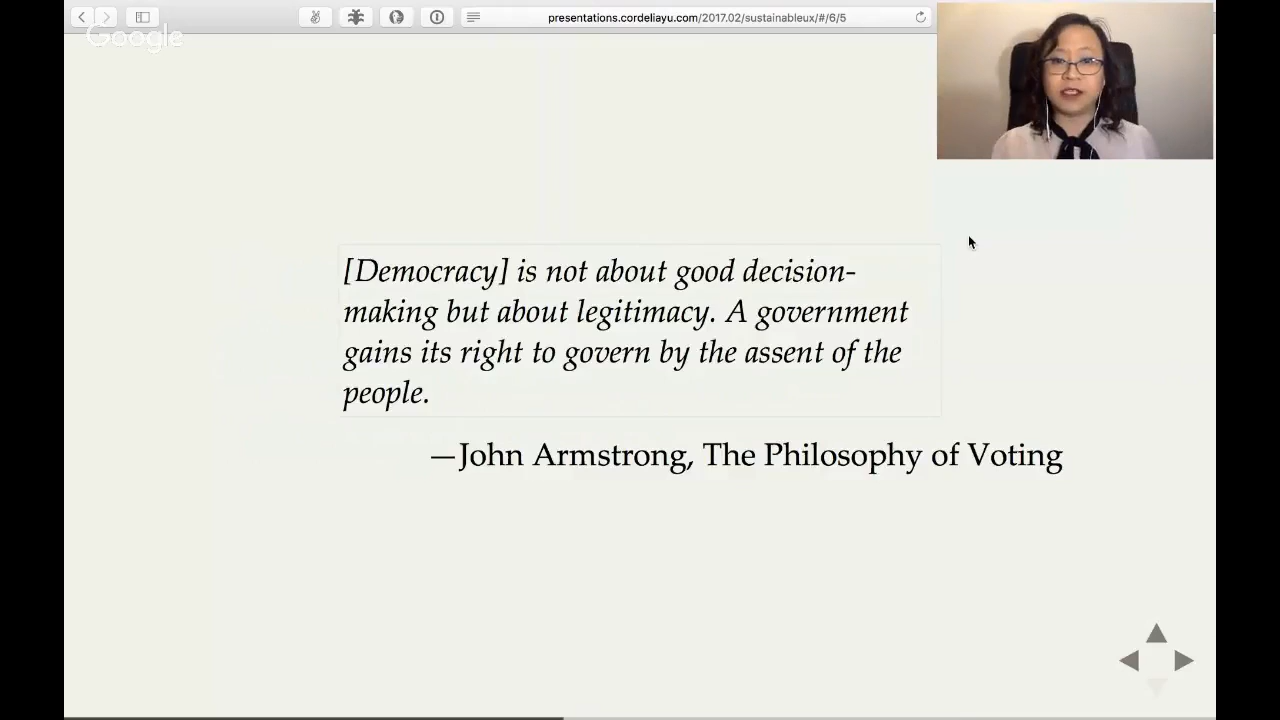 presentations.cordeliayu.com/2017.02/sustainableux/#/6/5
Google
[Democracy] is not about good decision-
making but about legitimacy. A government
gains its right to govern by the assent of the
people.
—John Armstrong, The Philosophy of Voting